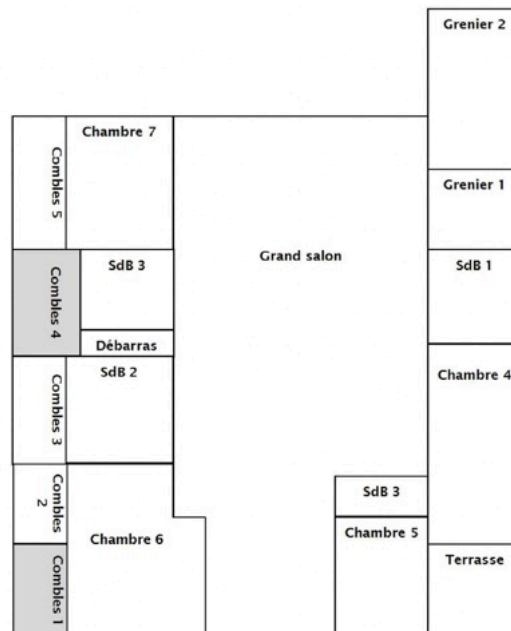 Grenier 2
Chambre 7
Combles 5
Grenier 1
Grand salon
SdB 3
SdB 1
Combles 4
Débarras
SdB 2
Chambre 4
Combles 3
SdB 3
Combles
2
Chambre 6
Chambre 5
Terrasse
Combles 1